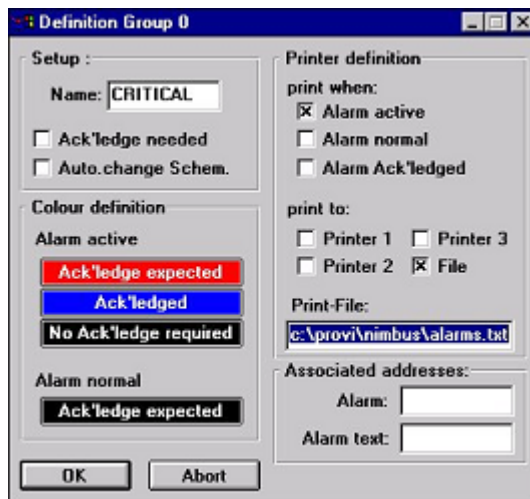 Definition Group 0
Setup :
Name: CRITICAL
Ack'ledge needed
Auto.change Schem.
Colour definition
Alarm active
Ack'ledge expected
Ack'ledged
No Ack'ledge required
Alarm normal
Ack'ledge expected
OK
Abort
Printer definition
print when:
Alarm active
Alarm normal
Alarm Ack'ledged
print to:
Printer 1
Printer 3
Printer 2
File
Print-File:
c:\provi\nimbus\alarms.txt
Associated addresses:
Alarm:
Alarm text: